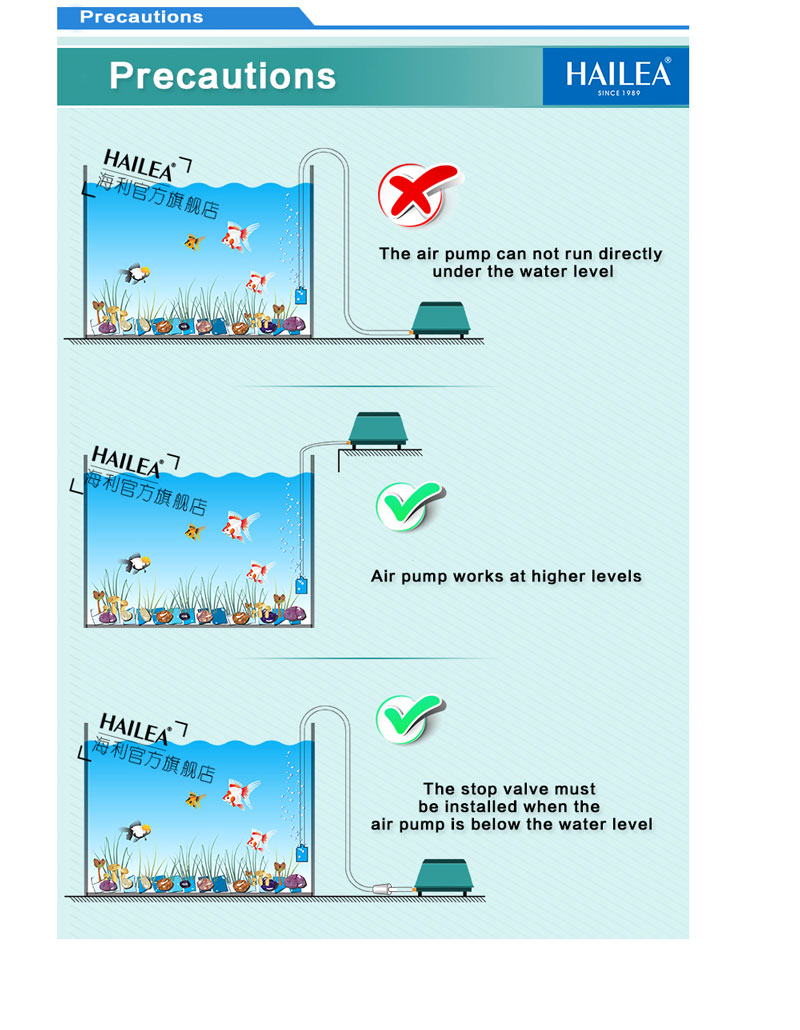 Precautions
Precautions
HAILEA®
SINCE 1989
HAILEA®
海利官方旗舰店
The air pump can not run directly
under the water level
HAILEA®
海利官方旗舰店
Air pump works at higher levels
HAILEA®
海利官方旗舰店
The stop valve must
be installed when the
air pump is below the water level